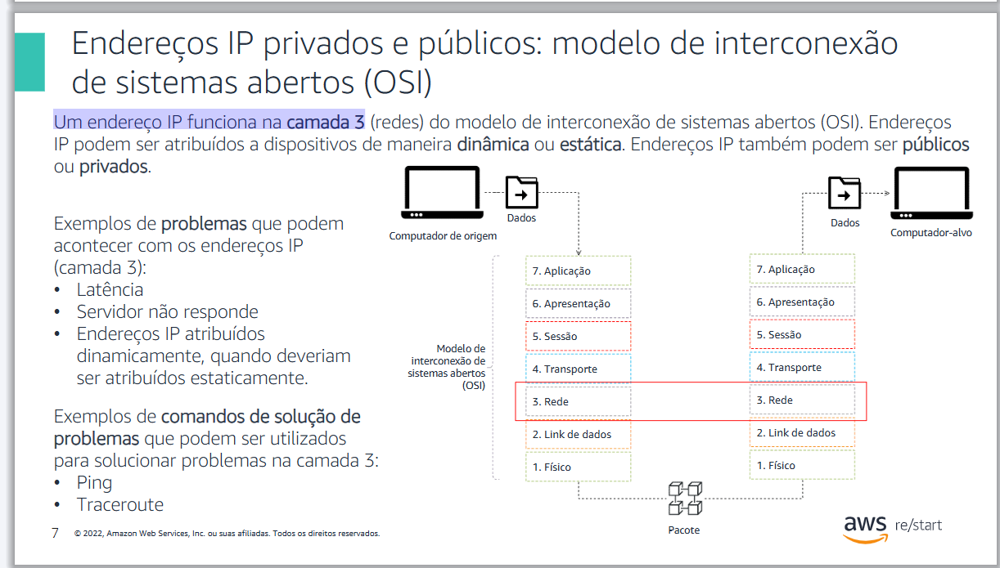 Endereços IP privados e públicos: modelo de interconexão
de sistemas abertos (OSI)
Um endereço IP funciona na camada 3 (redes) do modelo de interconexão de sistemas abertos (OSI). Endereços
IP podem ser atribuídos a dispositivos de maneira dinâmica ou estática. Endereços IP também podem ser públicos
ou privados.
Exemplos de problemas que podem
acontecer com os endereços IP
(camada 3):
• Latência
• Servidor não responde
• Endereços IP atribuídos
dinamicamente, quando deveriam
ser atribuídos estaticamente.
Exemplos de comandos de solução de
problemas que podem ser utilizados
para solucionar problemas na camada 3:
• Ping
• Traceroute
Computador de origem
Dados
Modelo de
interconexão de
sistemas abertos
(OSI)
7. Aplicação
6. Apresentação
5. Sessão
4. Transporte
3. Rede
2. Link de dados
1. Físico
Pacote
Dados
Computador-alvo
7. Aplicação
6. Apresentação
5. Sessão
4. Transporte
3. Rede
2. Link de dados
1. Físico
7 © 2022, Amazon Web Services, Inc. ou suas afiliadas. Todos os direitos reservados.
aws re/start